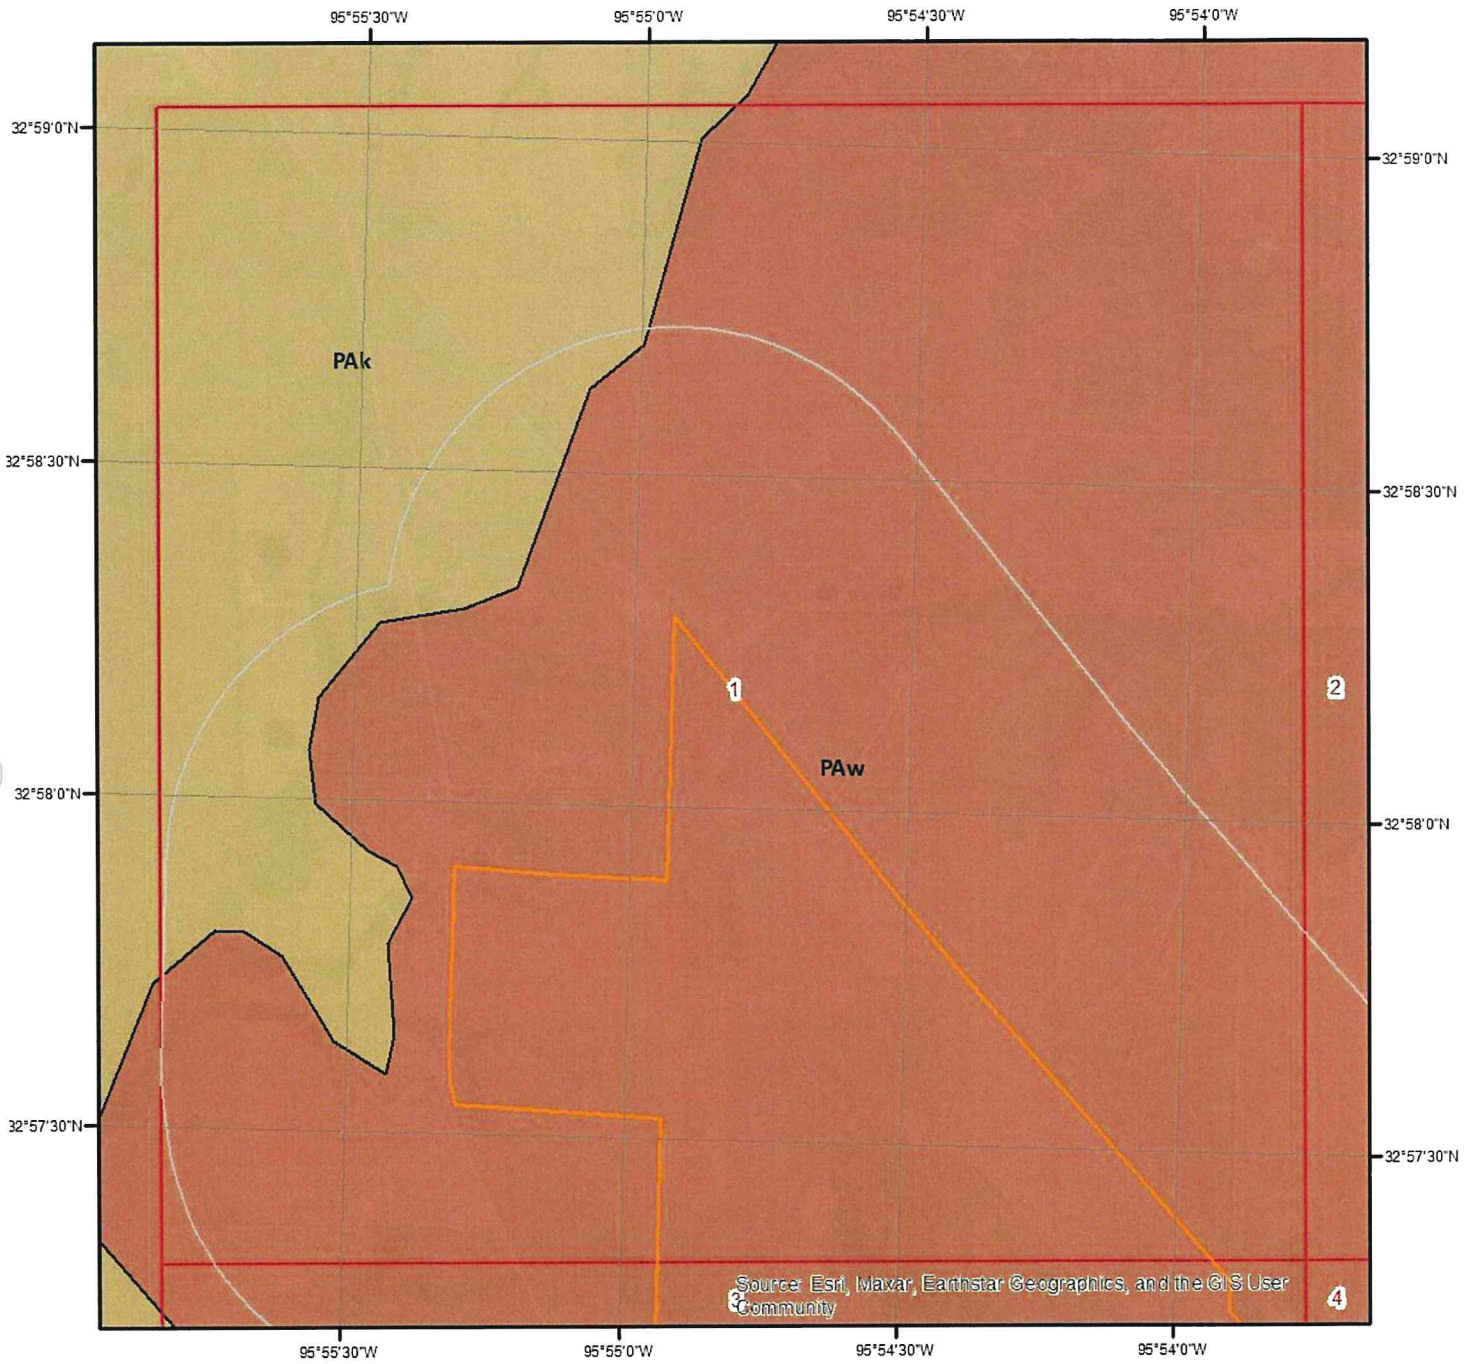 95°55'30"W 95°55'0"W 95°54'30"W 95°54'0"W
32°59'0"N
32°59'0"N
PAk
32°58'30"N
32°58'30"N
1
2
PAw
32°58'0"N
32°58'0"N
32°57'30"N
32°57'30"N
Source: Esri, Maxar, Earthstar Geographics, and the GIS User
Community
3
4
95°55'30"W 95°55'0"W 95°54'30"W 95°54'0"W